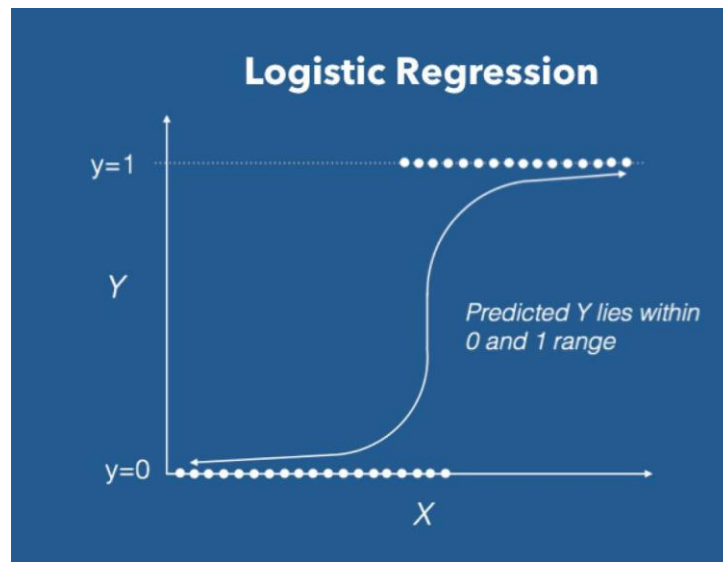 Logistic Regression
y=1
Y
Predicted Y lies within
0 and 1 range
y=0
X